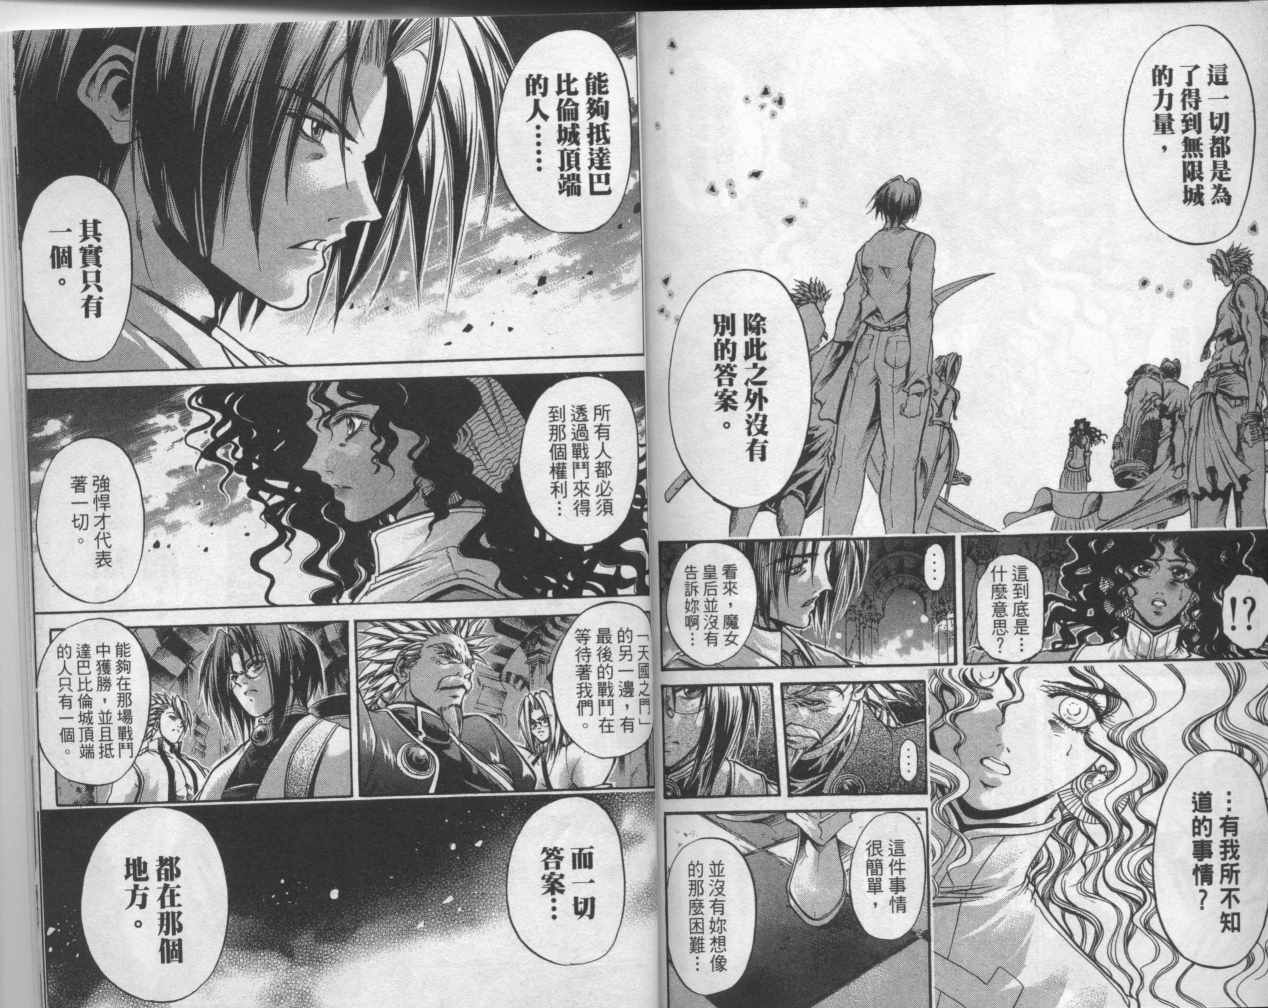 這一切都是為
了得到無限城
的力量，
除此之外沒有
別的答案。
!?
這到底是…
什麼意思？
…
看來，魔女
皇后並沒有
告訴妳啊…
…有我所不知
道的事情？
…
這件事情
很簡單，
並沒有妳想像
的那麼困難…
能夠抵達巴
比倫城頂端
的人……
其實只有
一個。
所有人都必須
透過戰鬥來得
到那個權利…
強悍才代表
著一切。
「天國之門」
的另一邊，有
最後的戰鬥在
等待著我們。
能夠在那場戰鬥
中獲勝，並且抵
達巴比倫城頂端
的人只有一個。
而一切
答案…
都在那個
地方。